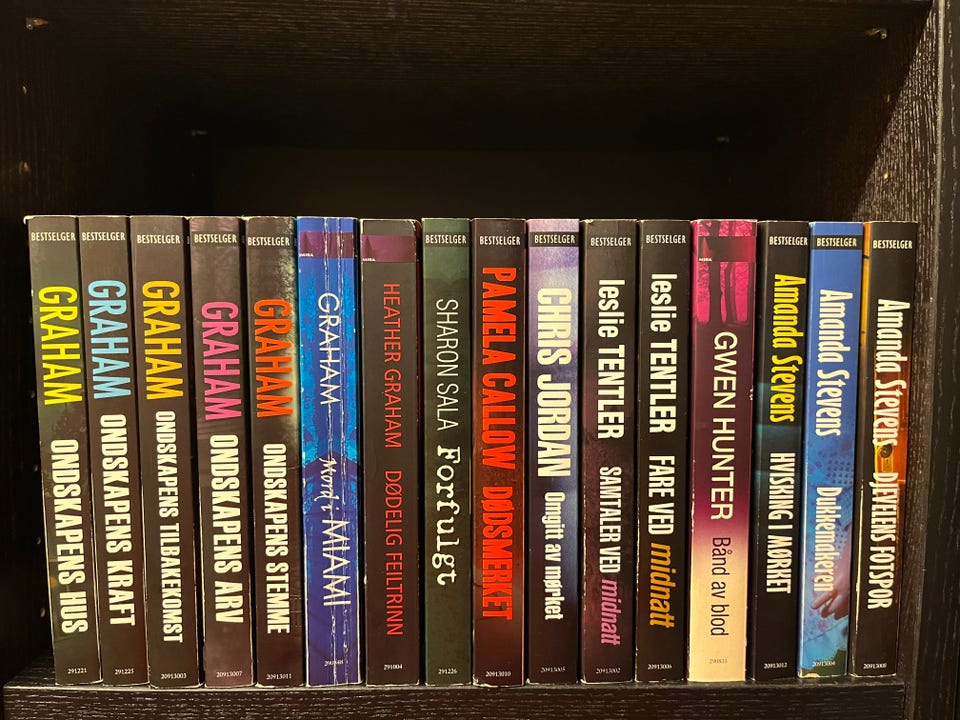 BESTSELGER
GRAHAM ONDSKAPENS HUS
291221
BESTSELGER
GRAHAM ONDSKAPENS KRAFT
291225
BESTSELGER
GRAHAM ONDSKAPENS TILBAKEKOMST
20913003
BESTSELGER
GRAHAM ONDSKAPENS ARV
20913007
BESTSELGER
GRAHAM ONDSKAPENS STEMME
20913011
MIRA
GRAHAM Mord i MIAMI
MIRA
HEATHER GRAHAM DØDELIG FEILTRINN
291004
BESTSELGER
SHARON SALA Forfulgt
291226
BESTSELGER
PAMELA CALLOW DØDSMERKET
20913010
BESTSELGER
CHRIS JORDAN Omgitt av mørket
20913005
BESTSELGER
leslie TENTLER SAMTALER VED midnatt
20913002
BESTSELGER
leslie TENTLER FARE VED midnatt
20913006
MIRA
GWEN HUNTER Bånd av blod
BESTSELGER
Amanda Stevens HVISKING I MØRKET
20913012
BESTSELGER
Amanda Stevens Dukkemakeren
20913004
BESTSELGER
Amanda Stevens DJEVELENS FOTSPOR
20913008